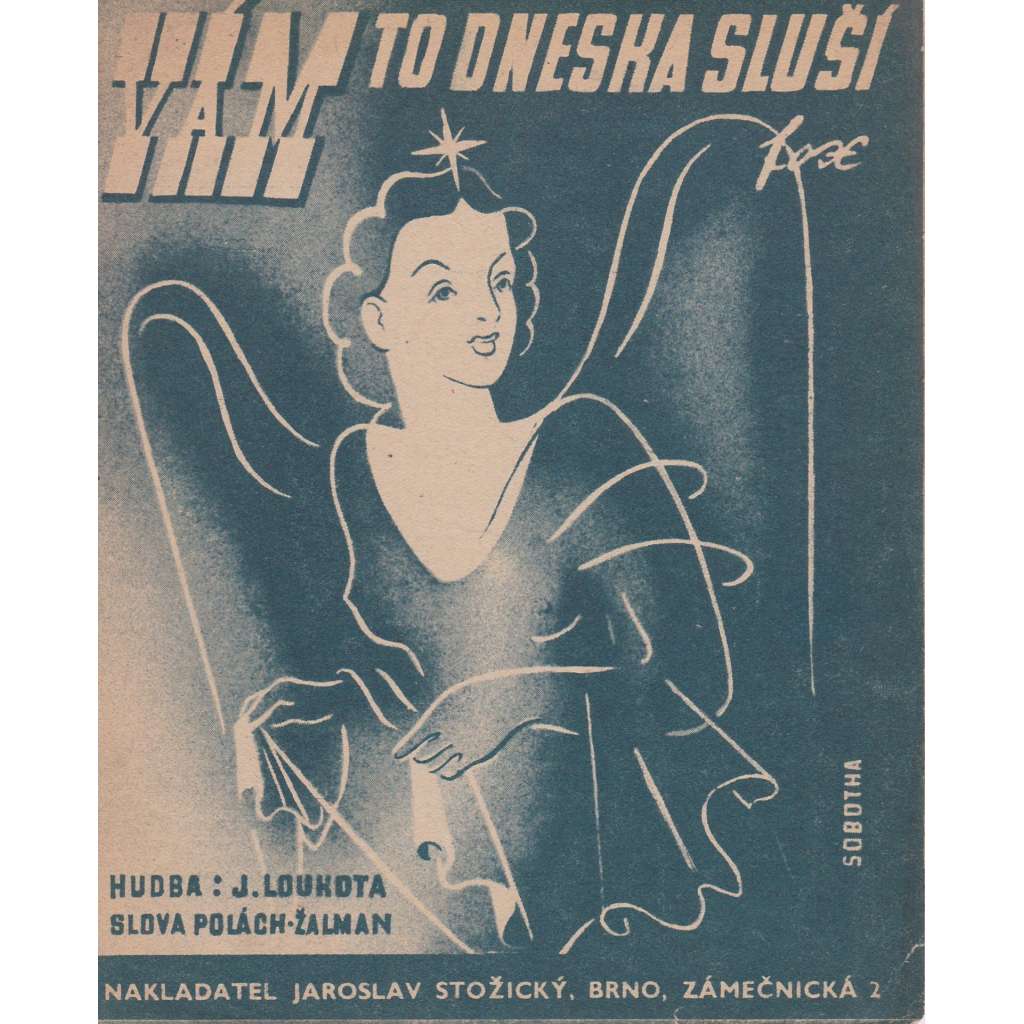 VÁM TO DNESKA SLUŠÍ
fox
SOBOTHA
HUDBA: J. LOUKOTA
SLOVA POLÁCH-ŽALMAN
NAKLADATEL JAROSLAV STOŽICKÝ, BRNO, ZÁMEČNICKÁ 2